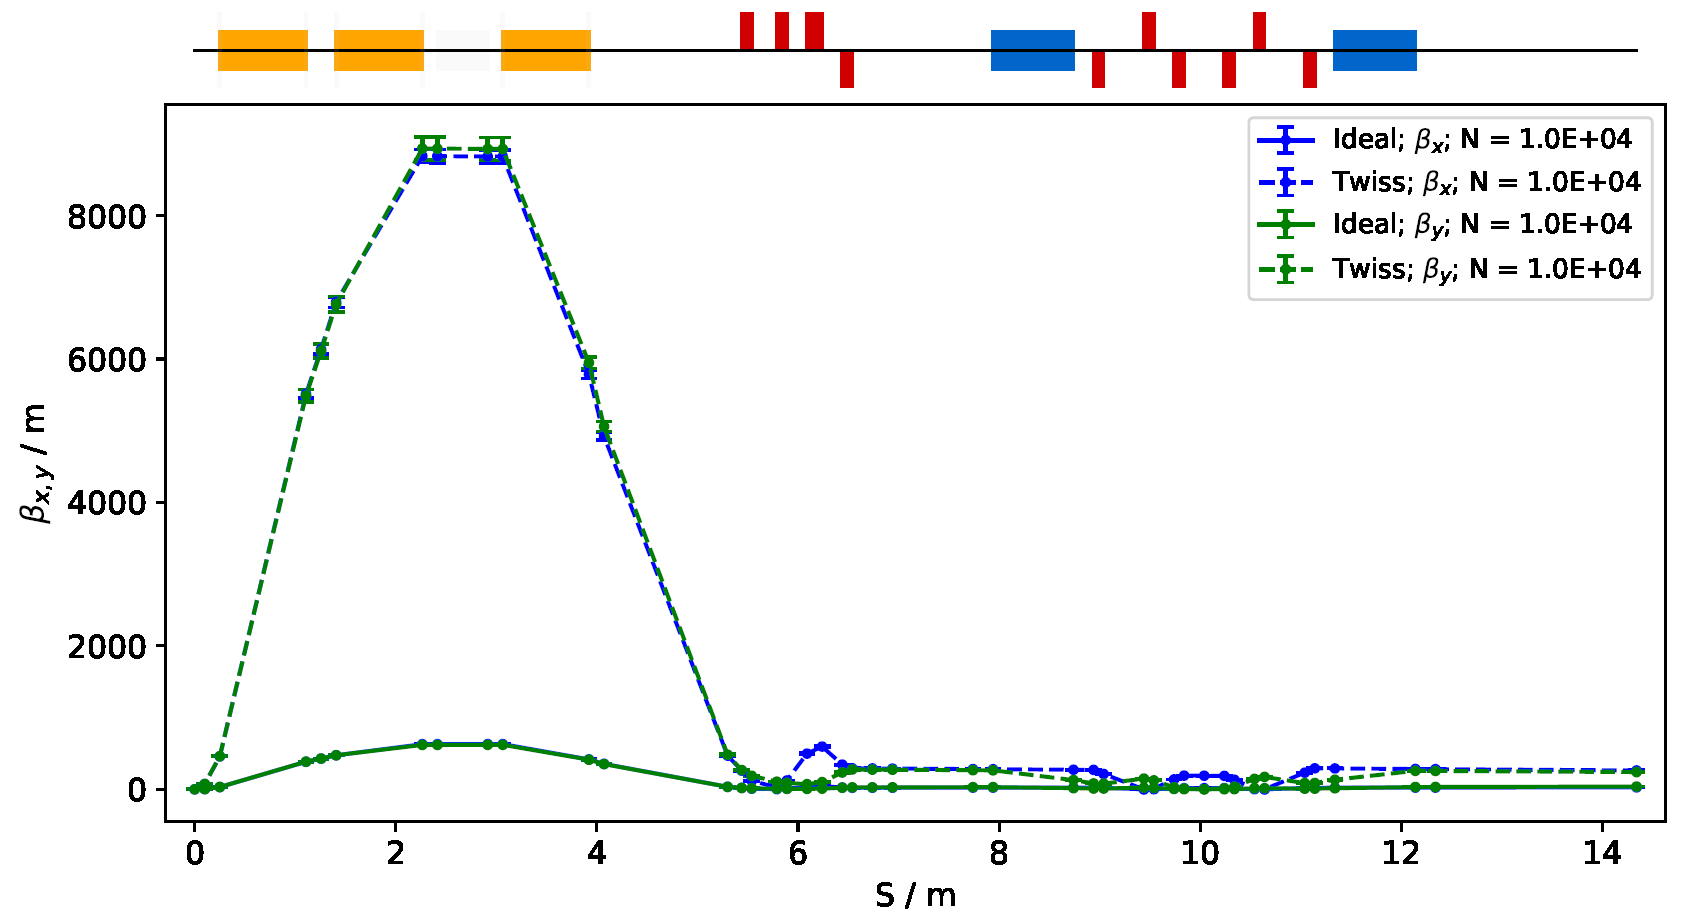 Ideal; βx; N = 1.0E+04
Twiss; βx; N = 1.0E+04
Ideal; βy; N = 1.0E+04
Twiss; βy; N = 1.0E+04
8000
6000
4000
2000
0
βx, y / m
0 2 4 6 8 10 12 14
S / m